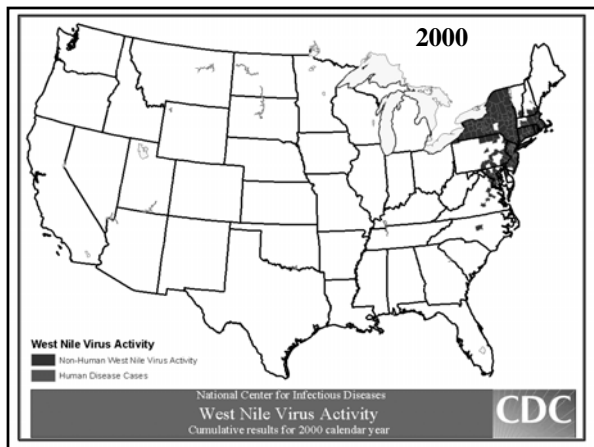 2000
West Nile Virus Activity
Non-Human West Nile Virus Activity
Human Disease Cases
National Center for Infectious Diseases
West Nile Virus Activity
Cumulative results for 2000 calendar year
CDC